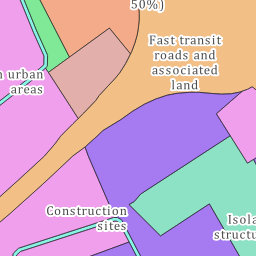 50%)
Fast transit
roads and
associated
land
n urban
areas
Construction
sites
Isola
structu